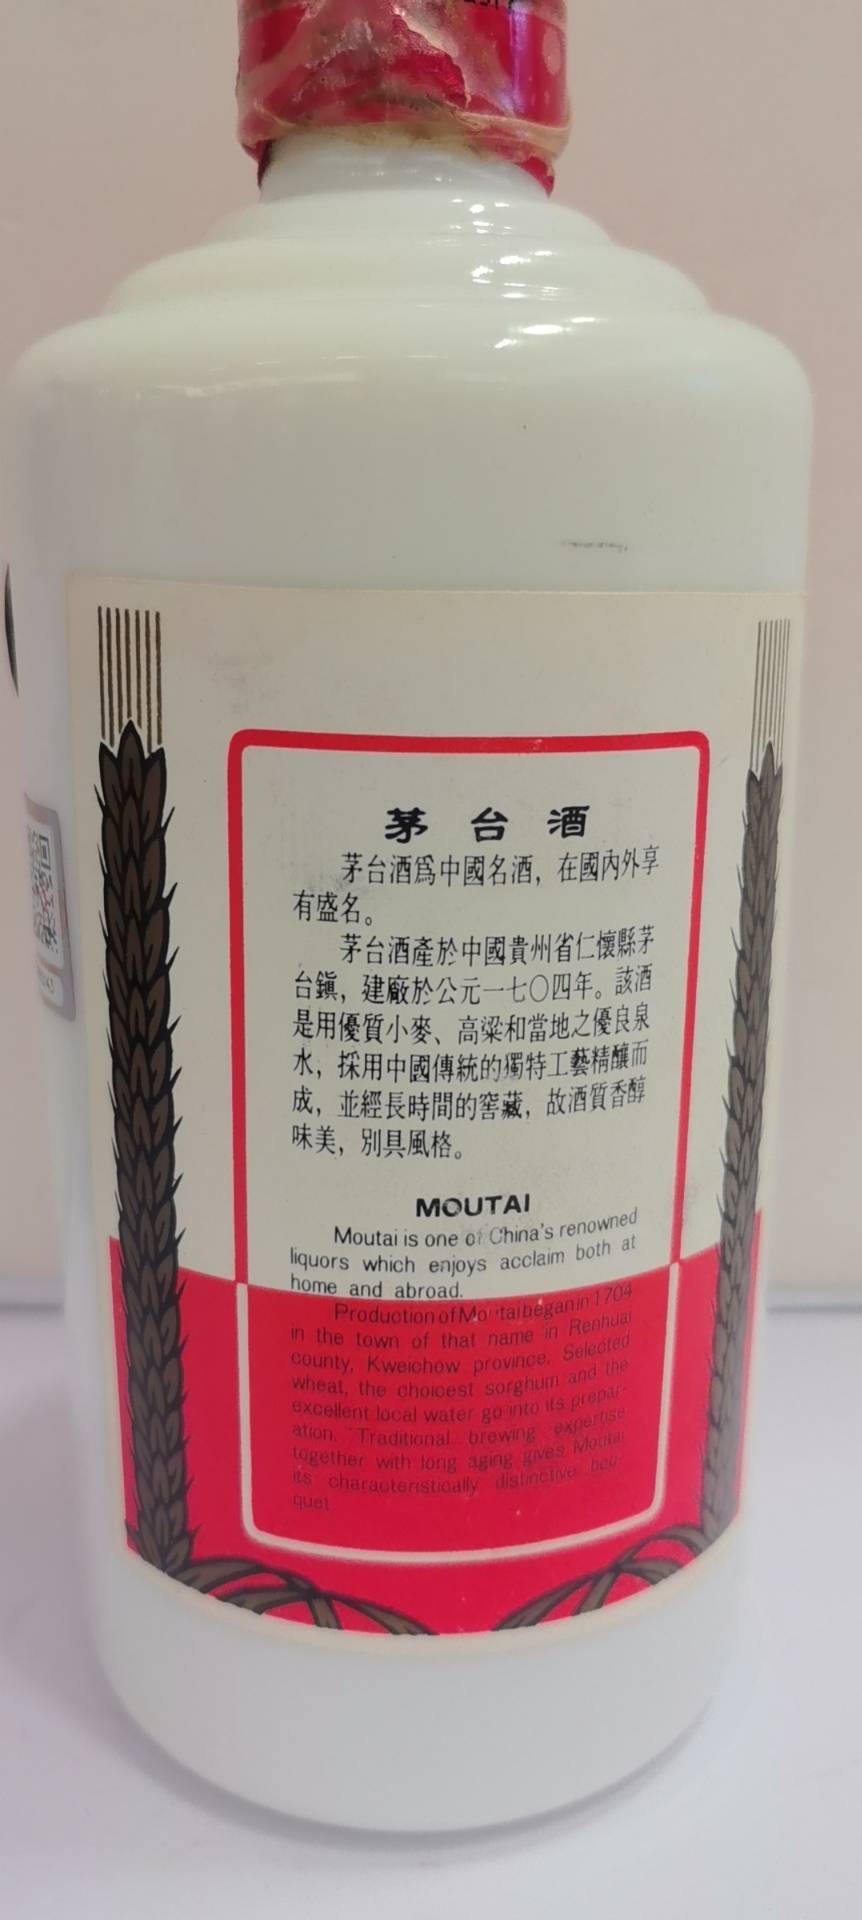 茅台酒
茅台酒爲中國名酒，在國内外享
有盛名。
茅台酒產於中國貴州省仁懷縣茅
台鎭，建廠於公元一七〇四年。該酒
是用優質小麥、高粱和當地之優良泉
水，採用中國傳統的獨特工藝精釀而
成，並經長時間的窖藏，故酒質香醇
味美，別具風格。
MOUTAI
Moutai is one of China's renowned
liquors which enjoys acclaim both at
home and abroad.
Production of Moutai began in 1704
in the town of that name in Renhuai
county, Kweichow province. Selected
wheat, the choicest sorghum and the
excellent local water go into its prepar-
ation. Traditional brewing expertise
together with long aging gives Moutai
its characteristically distinctive bou-
quet